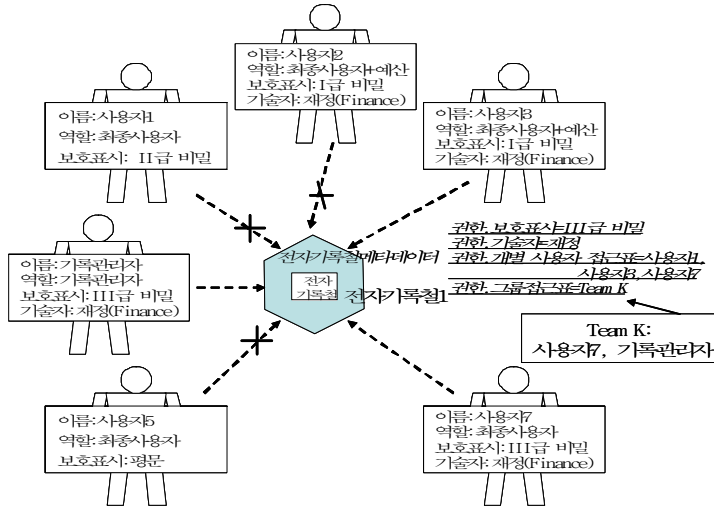 이름:사용자2
역할:최종사용자+예산
보호표시: I급 비밀
기술자: 재정(Finance)
이름:사용자1
역할:최종사용자
보호표시: II급 비밀
이름:사용자3
역할:최종사용자+예산
보호표시: I급 비밀
기술자: 재정(Finance)
권한.보호표시=III급 비밀
권한.기술자=재정
권한.개별 사용자 접근표=사용자1,
사용자3,사용자7
권한.그룹접근표=Team K
전자기록철메타데이터
전자
기록철
전자기록철1
이름:기록관리자
역할:기록관리자
보호표시:III급 비밀
기술자:재정(Finance)
Team K:
사용자7, 기록관리자
이름:사용자5
역할:최종사용자
보호표시:평문
이름:사용자7
역할:최종사용자
보호표시:III급 비밀
기술자: 재정(Finance)